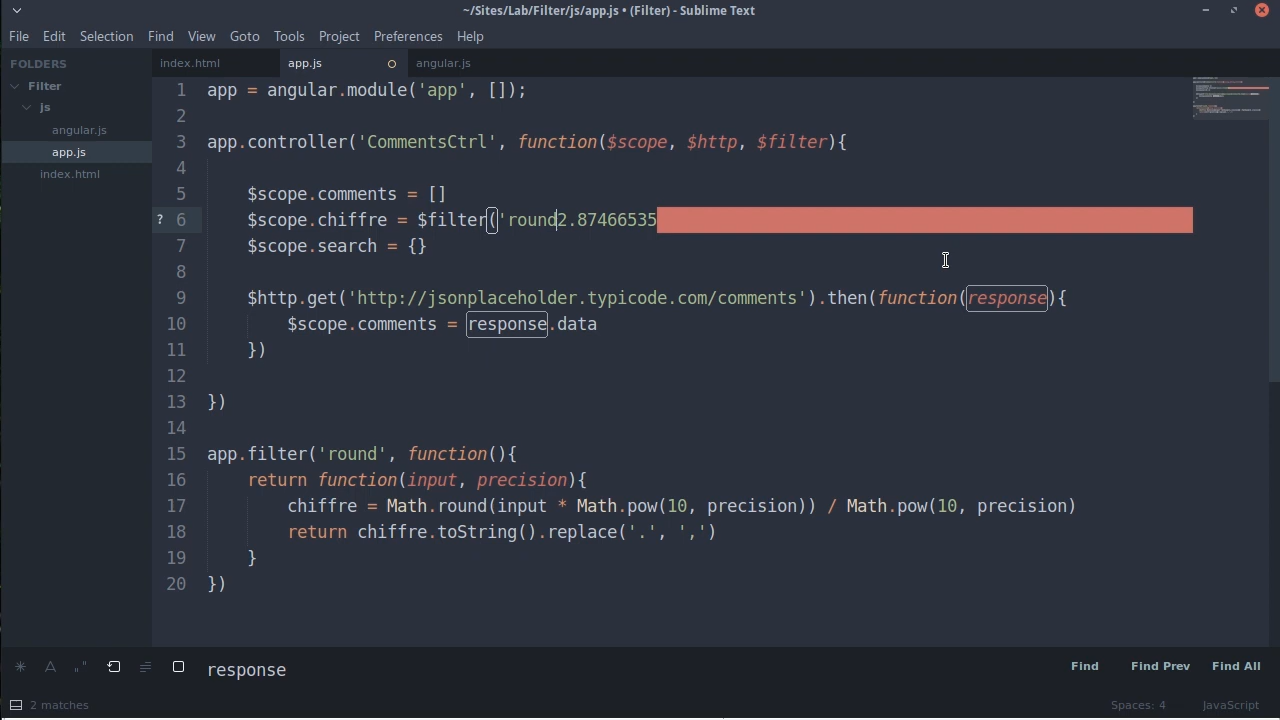 ~/Sites/Lab/Filter/js/app.js • (Filter) - Sublime Text
File Edit Selection Find View Goto Tools Project Preferences Help
FOLDERS
Filter
js
angular.js
app.js
index.html
index.html app.js angular.js
1 app = angular.module('app', []);
2
3 app.controller('CommentsCtrl', function($scope, $http, $filter){
4
5 $scope.comments = []
? 6 $scope.chiffre = $filter('round2.87466535
7 $scope.search = {}
8
9 $http.get('http://jsonplaceholder.typicode.com/comments').then(function(response){
10 $scope.comments = response.data
11 })
12
13 })
14
15 app.filter('round', function(){
16 return function(input, precision){
17 chiffre = Math.round(input * Math.pow(10, precision)) / Math.pow(10, precision)
18 return chiffre.toString().replace('.', ',')
19 }
20 })
response
Find Find Prev Find All
2 matches
Spaces: 4 JavaScript